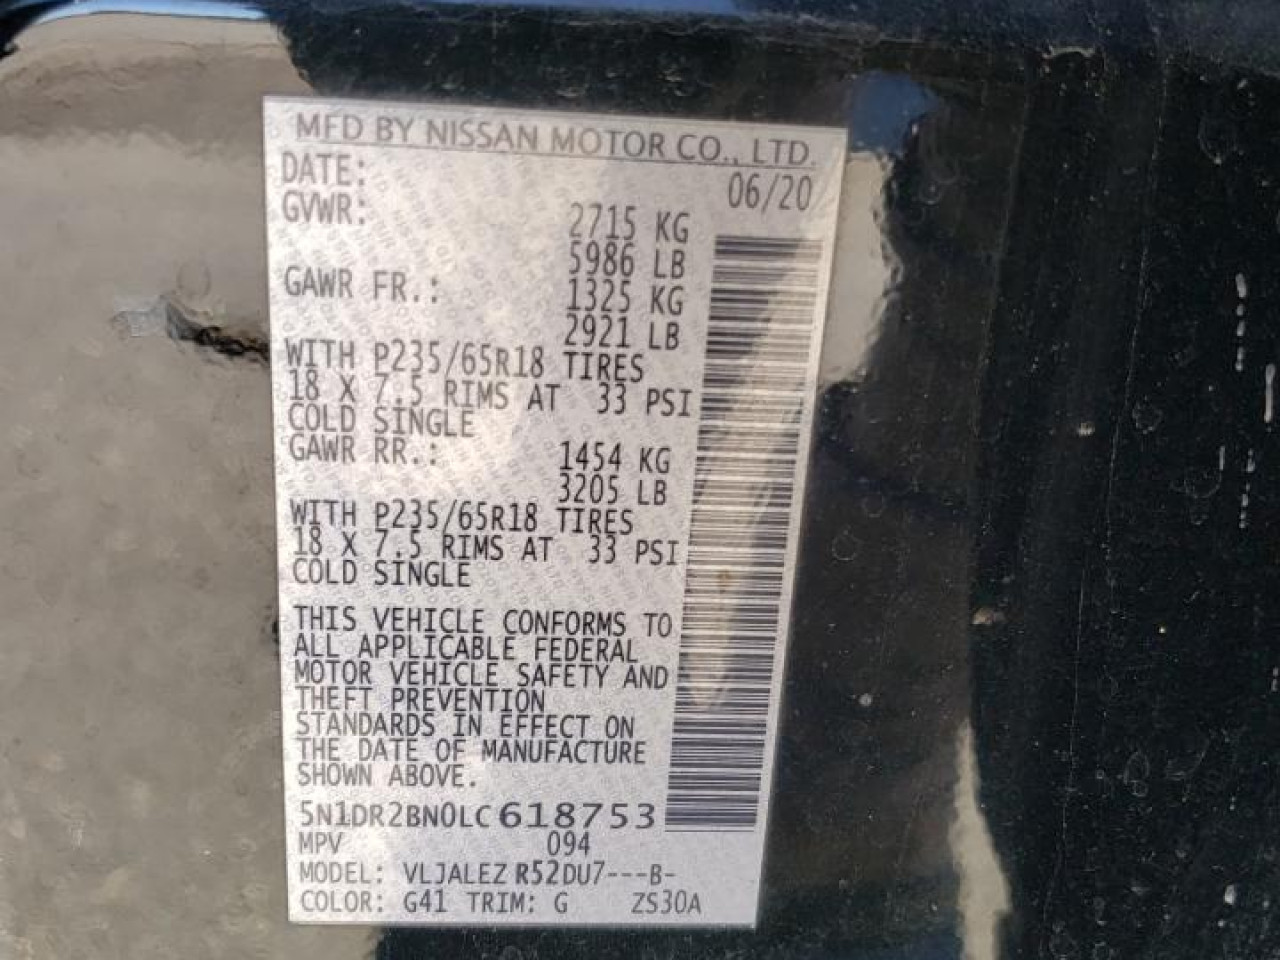 MFD BY NISSAN MOTOR CO., LTD.
DATE: 06/20
GVWR: 2715 KG
5986 LB
GAWR FR.: 1325 KG
2921 LB
WITH P235/65R18 TIRES
18 X 7.5 RIMS AT 33 PSI
COLD SINGLE
GAWR RR.: 1454 KG
3205 LB
WITH P235/65R18 TIRES
18 X 7.5 RIMS AT 33 PSI
COLD SINGLE
THIS VEHICLE CONFORMS TO
ALL APPLICABLE FEDERAL
MOTOR VEHICLE SAFETY AND
THEFT PREVENTION
STANDARDS IN EFFECT ON
THE DATE OF MANUFACTURE
SHOWN ABOVE.
5N1DR2BN0LC618753
MPV 094
MODEL: VLJALEZ R52DU7---B-
COLOR: G41 TRIM: G ZS30A